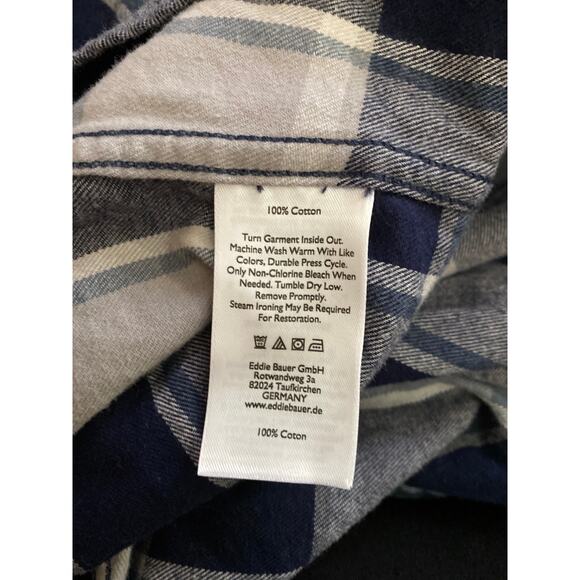 100% Cotton
Turn Garment Inside Out.
Machine Wash Warm With Like
Colors, Durable Press Cycle.
Only Non-Chlorine Bleach When
Needed. Tumble Dry Low.
Remove Promptly.
Steam Ironing May Be Required
For Restoration.
Eddie Bauer GmbH
Rotwandweg 3a
82024 Taufkirchen
GERMANY
www.eddiebauer.de
100% Coton